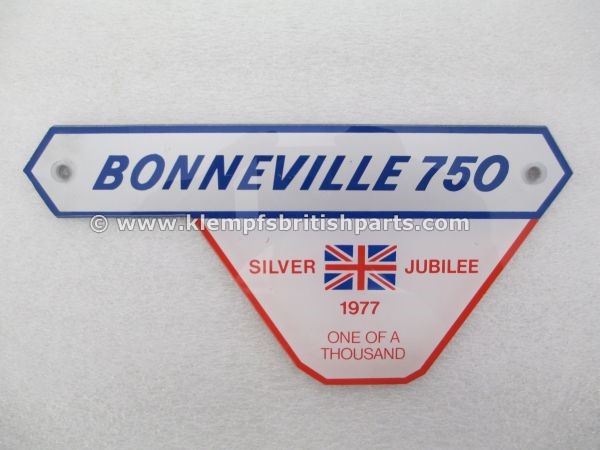 BONNEVILLE 750
© www.klempfsbritishparts.com
SILVER JUBILEE
1977
ONE OF A
THOUSAND